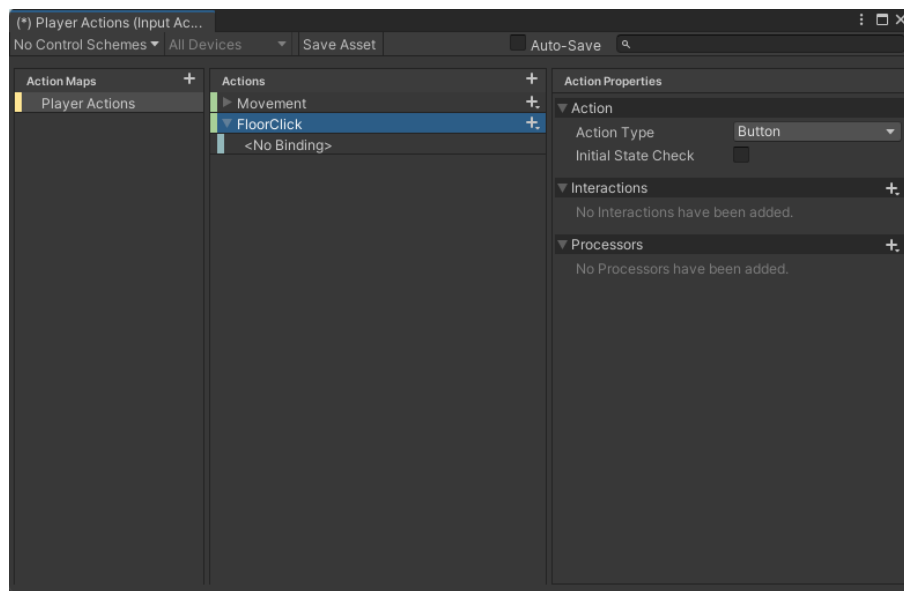 (*) Player Actions (Input Ac...
No Control Schemes All Devices Save Asset Auto-Save
Action Maps
Player Actions
Actions
Movement
FloorClick
<No Binding>
Action Properties
Action
Action Type Button
Initial State Check
Interactions
No Interactions have been added.
Processors
No Processors have been added.